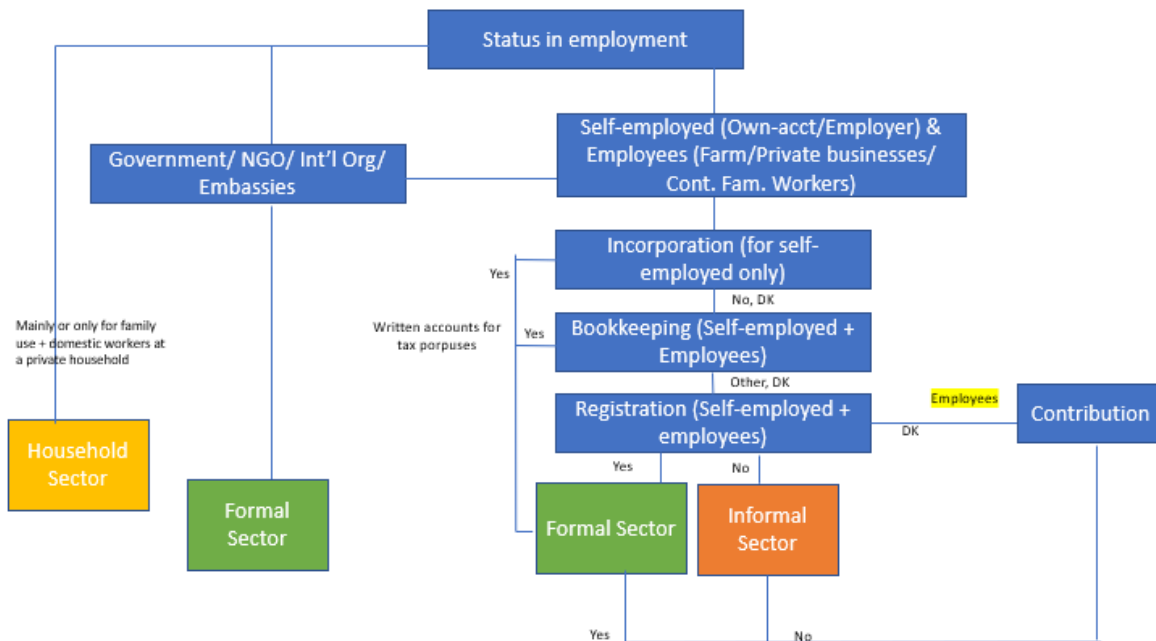 Status in employment
Government/ NGO/ Int'l Org/
Embassies
Self-employed (Own-acct/Employer) &
Employees (Farm/Private businesses/
Cont. Fam. Workers)
Incorporation (for self-
employed only)
Yes
No, DK
Mainly or only for family
use + domestic workers at
a private household
Written accounts for
tax porpuses
Yes
Bookkeeping (Self-employed +
Employees)
Other, DK
Registration (Self-employed +
employees)
Employees
DK
Contribution
Household
Sector
Yes
No
Formal
Sector
Formal Sector
Informal
Sector
Yes
No